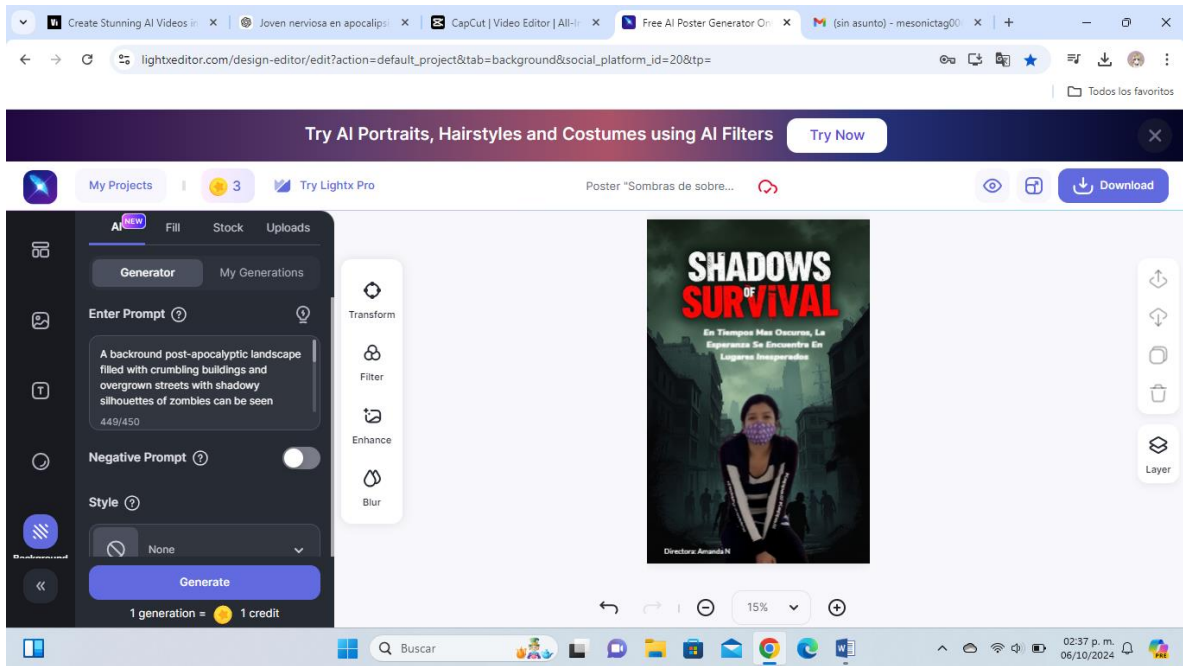 Create Stunning AI Videos in
Joven nerviosa en apocalips
CapCut | Video Editor | All-In
Free AI Poster Generator On
(sin asunto) - mesonictag00
lightxeditor.com/design-editor/edit?action=default_project&tab=background&social_platform_id=20&tp=
Todos los favoritos
Try AI Portraits, Hairstyles and Costumes using AI Filters
Try Now
My Projects
3
Try Lightx Pro
Poster "Sombras de sobre...
Download
AI
NEW
Fill
Stock
Uploads
Generator
My Generations
Enter Prompt
A backround post-apocalyptic landscape
filled with crumbling buildings and
overgrown streets with shadowy
silhouettes of zombies can be seen
449/450
Negative Prompt
Style
None
Background
Generate
1 generation = 1 credit
Transform
Filter
Enhance
Blur
SHADOWS
OF
SURViVAL
En Tiempos Mas Oscuros, La
Esperanza Se Encuentra En
Lugares Inesperados
Directora: Amanda N
Layer
15%
Buscar
02:37 p. m.
06/10/2024
PRE